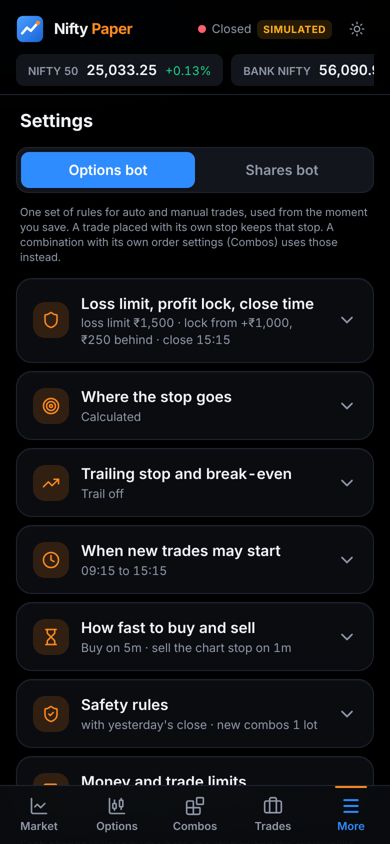 Nifty Paper
Closed
SIMULATED
NIFTY 50 25,033.25 +0.13%
BANK NIFTY 56,090.9
Settings
Options bot
Shares bot
One set of rules for auto and manual trades, used from the moment
you save. A trade placed with its own stop keeps that stop. A
combination with its own order settings (Combos) uses those
instead.
Loss limit, profit lock, close time
loss limit ₹1,500 · lock from +₹1,000,
₹250 behind · close 15:15
Where the stop goes
Calculated
Trailing stop and break-even
Trail off
When new trades may start
09:15 to 15:15
How fast to buy and sell
Buy on 5m · sell the chart stop on 1m
Safety rules
with yesterday's close · new combos 1 lot
Money and trade limits
Market
Options
Combos
Trades
More